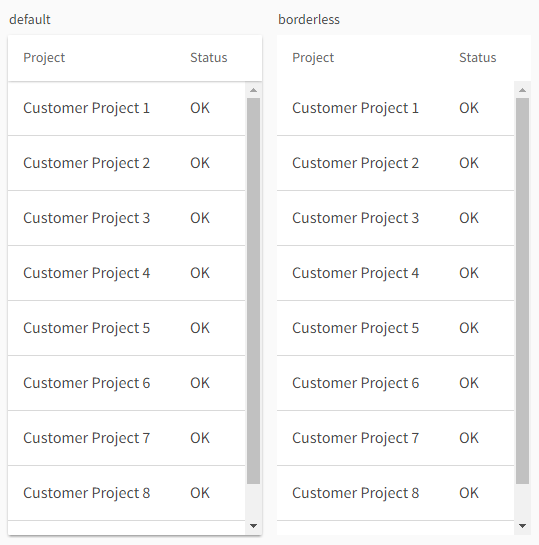 default
Project Status
Customer Project 1 OK
Customer Project 2 OK
Customer Project 3 OK
Customer Project 4 OK
Customer Project 5 OK
Customer Project 6 OK
Customer Project 7 OK
Customer Project 8 OK
borderless
Project Status
Customer Project 1 OK
Customer Project 2 OK
Customer Project 3 OK
Customer Project 4 OK
Customer Project 5 OK
Customer Project 6 OK
Customer Project 7 OK
Customer Project 8 OK